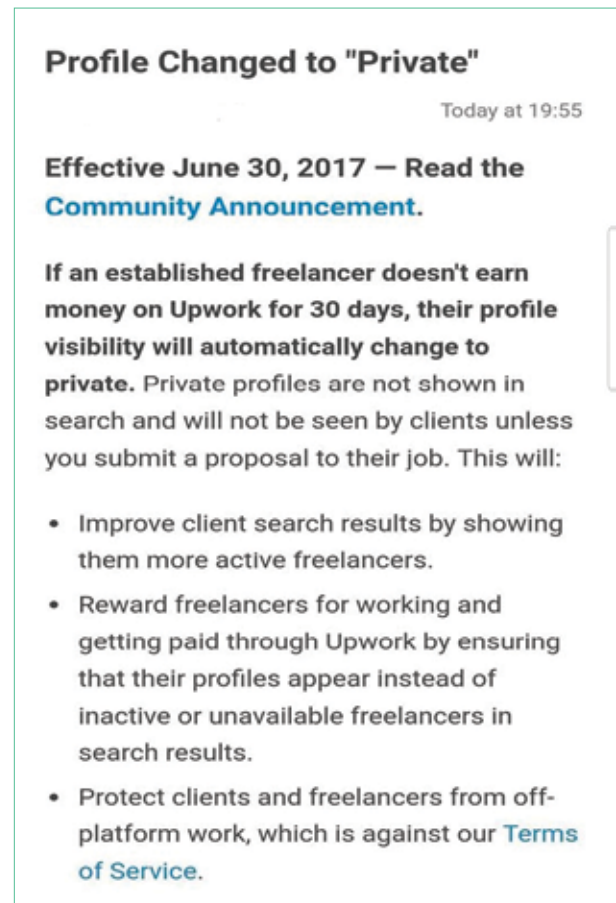 Profile Changed to "Private"
Today at 19:55
Effective June 30, 2017 — Read the
Community Announcement.
If an established freelancer doesn't earn
money on Upwork for 30 days, their profile
visibility will automatically change to
private. Private profiles are not shown in
search and will not be seen by clients unless
you submit a proposal to their job. This will:
• Improve client search results by showing
them more active freelancers.
• Reward freelancers for working and
getting paid through Upwork by ensuring
that their profiles appear instead of
inactive or unavailable freelancers in
search results.
• Protect clients and freelancers from off-
platform work, which is against our Terms
of Service.